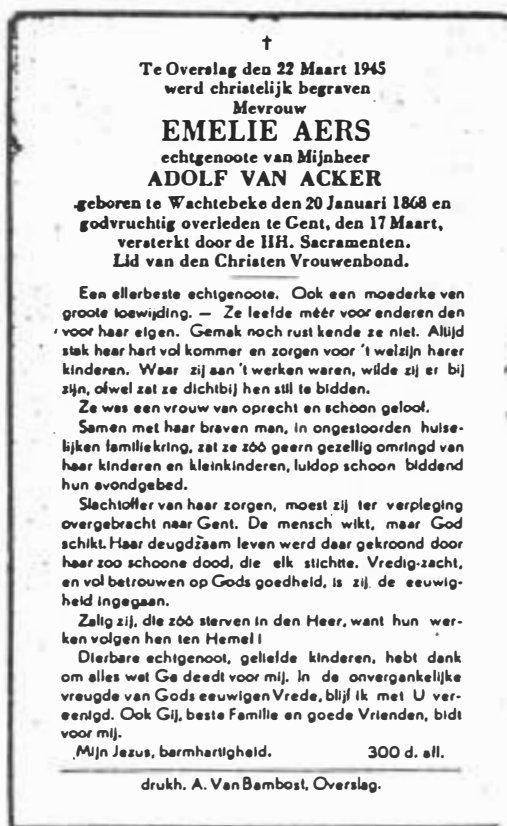 †
Te Overslag den 22 Maart 1945
werd christelijk begraven
Mevrouw
EMELIE AERS
echtgenoote van Mijnheer
ADOLF VAN ACKER
geboren te Wachtebeke den 20 Januari 1868 en
godvruchtig overleden te Gent, den 17 Maart,
versterkt door de HH. Sacramenten.
Lid van den Christen Vrouwenbond.
Een allerbeste echtgenoote. Ook een moederke van
groote toewijding. — Ze leefde méér voor anderen dan
voor haar eigen. Gemak noch rust kende ze niet. Altijd
stak haar hart vol kommer en zorgen voor 't welzijn harer
kinderen. Waar zij aan 't werken waren, wilde zij er bij
zijn, ofwel zat ze dichtbij hen stil te bidden.
Ze was een vrouw van oprecht en schoon geloof.
Samen met haar braven man, in ongestoorden huise-
lijken familiekring, zat ze zóó geern gezellig omringd van
haar kinderen en kleinkinderen, luidop schoon biddend
hun avondgebed.
Slachtoffer van haar zorgen, moest zij ter verpleging
overgebracht naar Gent. De mensch wikt, maar God
schikt. Haar deugdzaam leven werd daar gekroond door
haar zoo schoone dood, die elk stichtte. Vredig-zacht,
en vol betrouwen op Gods goedheid, is zij de eeuwig-
heid ingegaan.
Zalig zij, die zóó sterven in den Heer, want hun wer-
ken volgen hen ten Hemel !
Dierbare echtgenoot, geliefde kinderen, hebt dank
om alles wat Ge deedt voor mij. In de onvergankelijke
vreugde van Gods eeuwigen Vrede, blijf ik met U ver-
eenigd. Ook Gij, beste Familie en goede Vrienden, bidt
voor mij.
Mijn Jezus, barmhartigheid. 300 d. afl.
drukh. A. Van Bambost, Overslag.